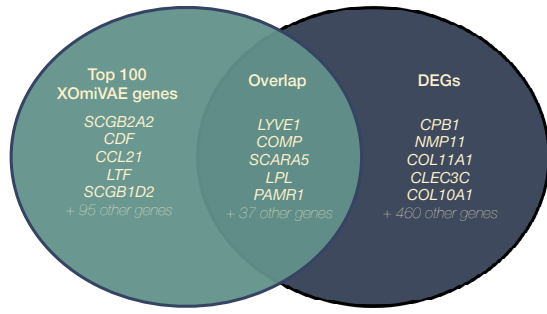 Top 100
XOmiVAE genes
SCGB2A2
CDF
CCL21
LTF
SCGB1D2
+ 95 other genes
Overlap
LYVE1
COMP
SCARA5
LPL
PAMR1
+ 37 other genes
DEGs
CPB1
NMP11
COL11A1
CLEC3C
COL10A1
+ 460 other genes